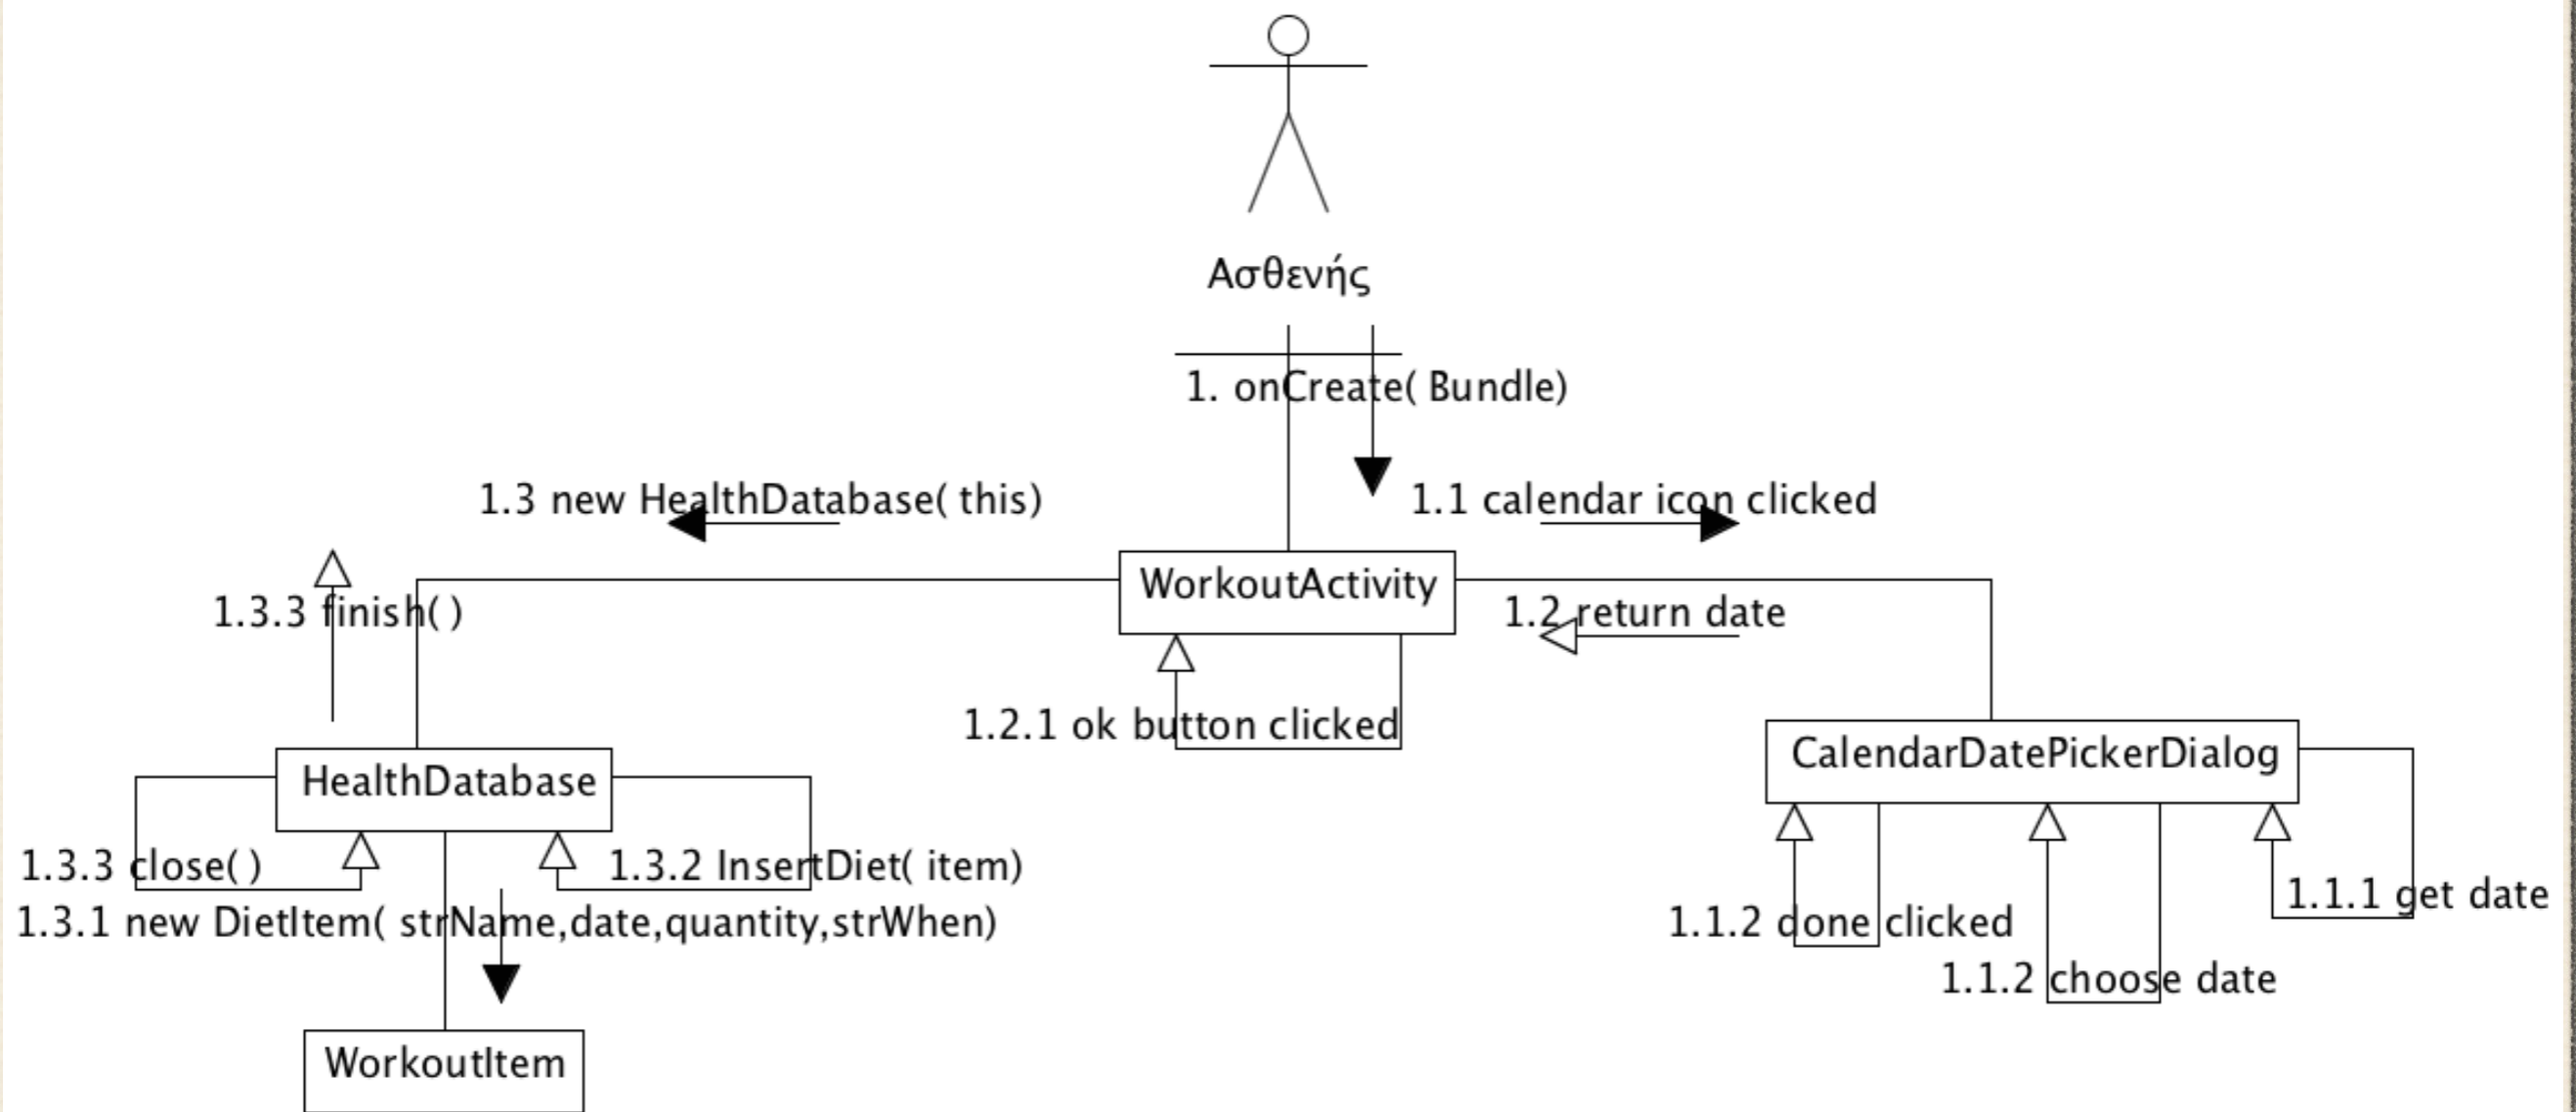 Ασθενής
1. onCreate( Bundle)
1.3 new HealthDatabase( this)
1.1 calendar icon clicked
WorkoutActivity
1.3.3 finish( )
1.2 return date
1.2.1 ok button clicked
CalendarDatePickerDialog
HealthDatabase
1.3.3 close( )
1.3.2 InsertDiet( item)
1.1.1 get date
1.3.1 new DietItem( strName,date,quantity,strWhen)
1.1.2 done clicked
1.1.2 choose date
WorkoutItem